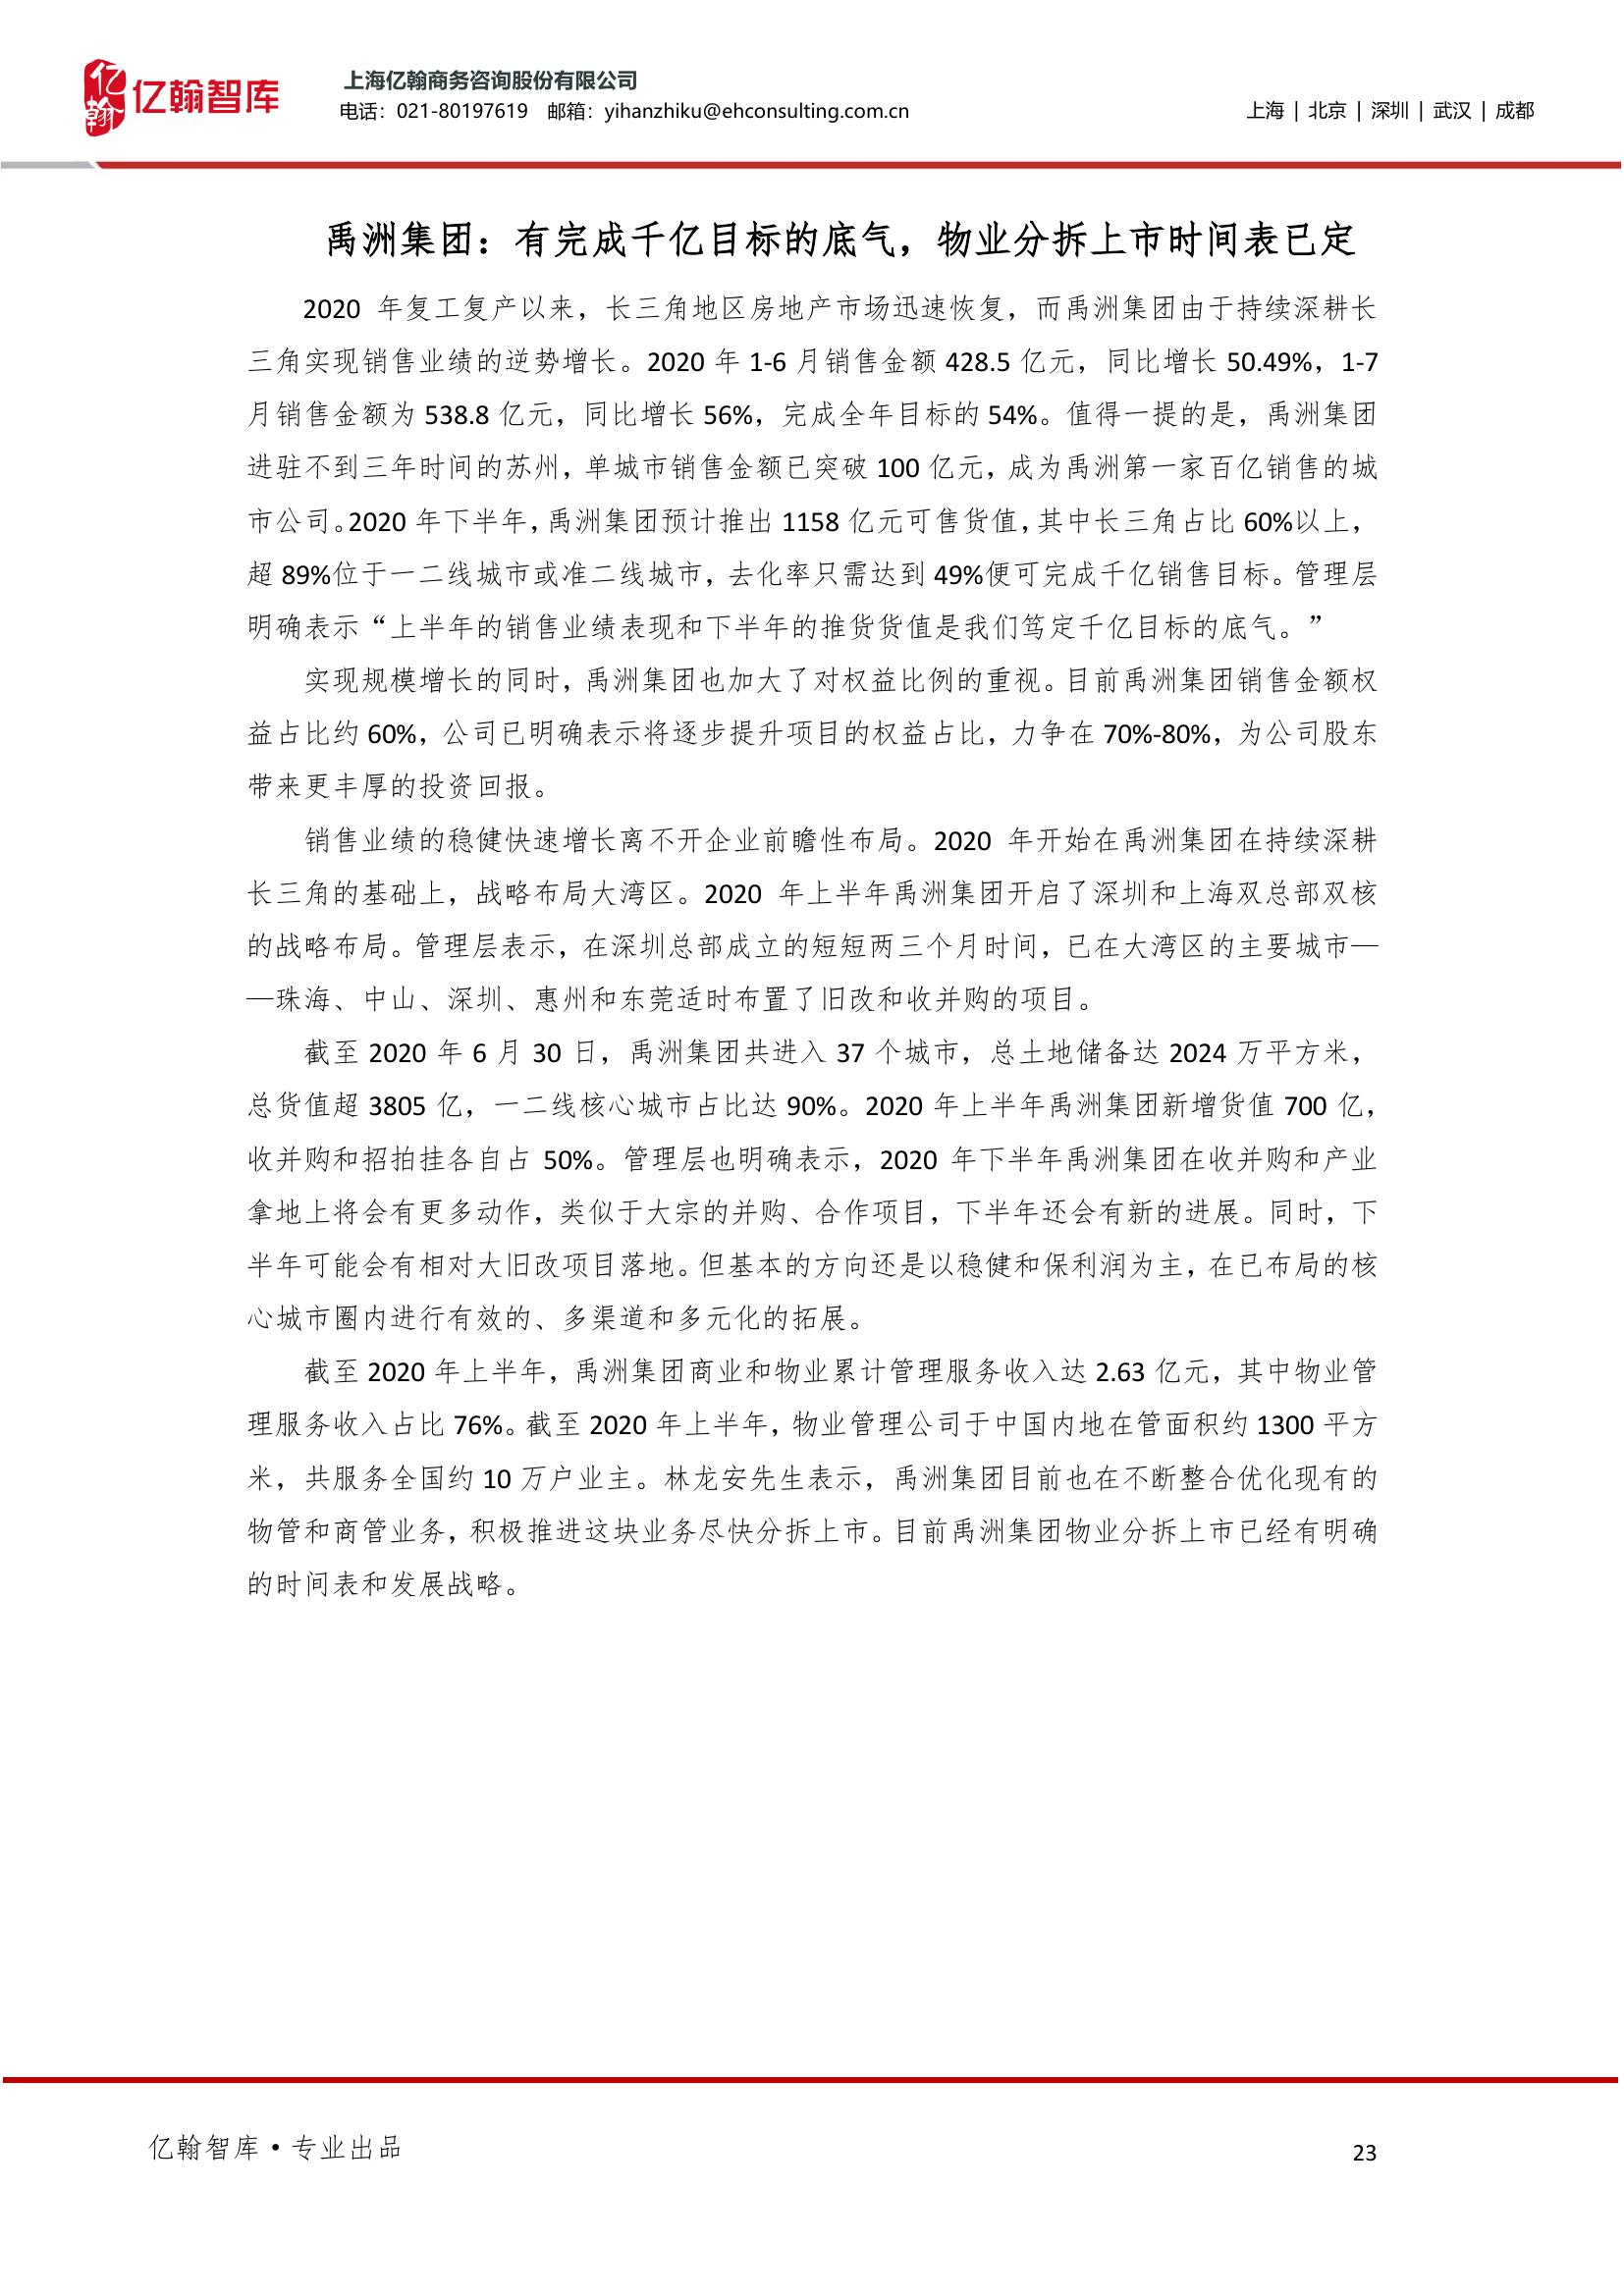 亿翰
亿翰智库
上海亿翰商务咨询股份有限公司
电话：021-80197619 邮箱：yihanzhiku@ehconsulting.com.cn
上海 | 北京 | 深圳 | 武汉 | 成都
禹洲集团：有完成千亿目标的底气，物业分拆上市时间表已定
2020 年复工复产以来，长三角地区房地产市场迅速恢复，而禹洲集团由于持续深耕长
三角实现销售业绩的逆势增长。2020 年 1-6 月销售金额 428.5 亿元，同比增长 50.49%，1-7
月销售金额为 538.8 亿元，同比增长 56%，完成全年目标的 54%。值得一提的是，禹洲集团
进驻不到三年时间的苏州，单城市销售金额已突破 100 亿元，成为禹洲第一家百亿销售的城
市公司。2020 年下半年，禹洲集团预计推出 1158 亿元可售货值，其中长三角占比 60%以上，
超 89%位于一二线城市或准二线城市，去化率只需达到 49%便可完成千亿销售目标。管理层
明确表示“上半年的销售业绩表现和下半年的推货货值是我们笃定千亿目标的底气。”
实现规模增长的同时，禹洲集团也加大了对权益比例的重视。目前禹洲集团销售金额权
益占比约 60%，公司已明确表示将逐步提升项目的权益占比，力争在 70%-80%，为公司股东
带来更丰厚的投资回报。
销售业绩的稳健快速增长离不开企业前瞻性布局。2020 年开始在禹洲集团在持续深耕
长三角的基础上，战略布局大湾区。2020 年上半年禹洲集团开启了深圳和上海双总部双核
的战略布局。管理层表示，在深圳总部成立的短短两三个月时间，已在大湾区的主要城市—
—珠海、中山、深圳、惠州和东莞适时布置了旧改和收并购的项目。
截至 2020 年 6 月 30 日，禹洲集团共进入 37 个城市，总土地储备达 2024 万平方米，
总货值超 3805 亿，一二线核心城市占比达 90%。2020 年上半年禹洲集团新增货值 700 亿，
收并购和招拍挂各自占 50%。管理层也明确表示，2020 年下半年禹洲集团在收并购和产业
拿地上将会有更多动作，类似于大宗的并购、合作项目，下半年还会有新的进展。同时，下
半年可能会有相对大旧改项目落地。但基本的方向还是以稳健和保利润为主，在已布局的核
心城市圈内进行有效的、多渠道和多元化的拓展。
截至 2020 年上半年，禹洲集团商业和物业累计管理服务收入达 2.63 亿元，其中物业管
理服务收入占比 76%。截至 2020 年上半年，物业管理公司于中国内地在管面积约 1300 平方
米，共服务全国约 10 万户业主。林龙安先生表示，禹洲集团目前也在不断整合优化现有的
物管和商管业务，积极推进这块业务尽快分拆上市。目前禹洲集团物业分拆上市已经有明确
的时间表和发展战略。
亿翰智库·专业出品
23